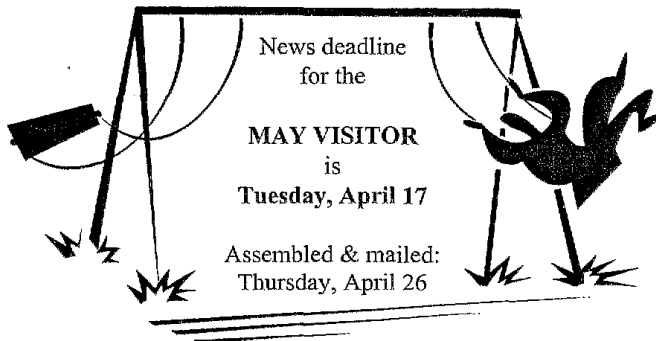 News deadline
for the
MAY VISITOR
is
Tuesday, April 17
Assembled & mailed:
Thursday, April 26